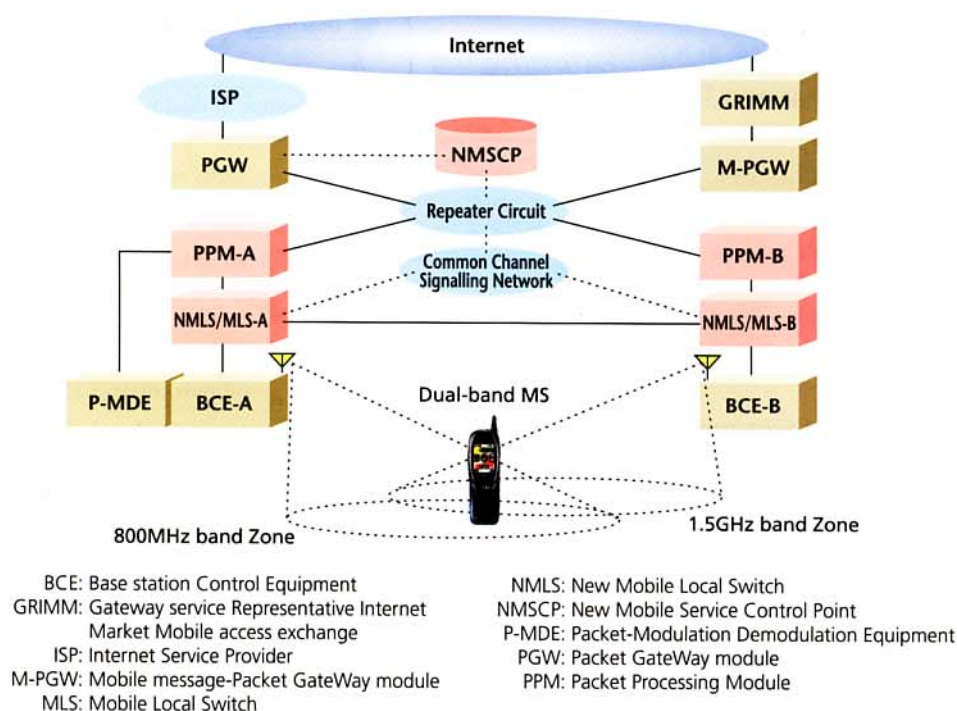 Internet
ISP
GRIMM
PGW
NMSCP
M-PGW
Repeater Circuit
PPM-A
Common Channel
Signalling Network
PPM-B
NMLS/MLS-A
NMLS/MLS-B
P-MDE
BCE-A
Dual-band MS
BCE-B
800MHz band Zone
1.5GHz band Zone
BCE: Base station Control Equipment
GRIMM: Gateway service Representative Internet
Market Mobile access exchange
ISP: Internet Service Provider
M-PGW: Mobile message-Packet GateWay module
MLS: Mobile Local Switch
NMLS: New Mobile Local Switch
NMSCP: New Mobile Service Control Point
P-MDE: Packet-Modulation Demodulation Equipment
PGW: Packet GateWay module
PPM: Packet Processing Module